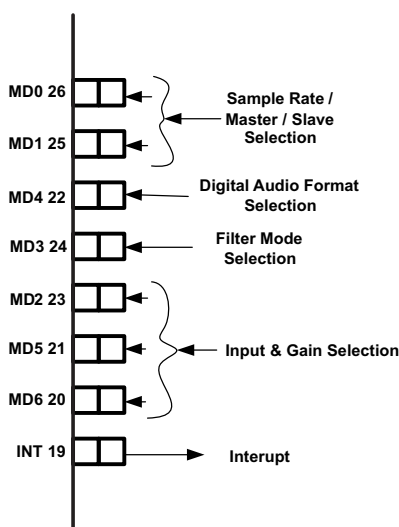 MD0 26
MD1 25
Sample Rate /
Master / Slave
Selection
MD4 22
Digital Audio Format
Selection
MD3 24
Filter Mode
Selection
MD2 23
MD5 21
Input & Gain Selection
MD6 20
INT 19
Interupt